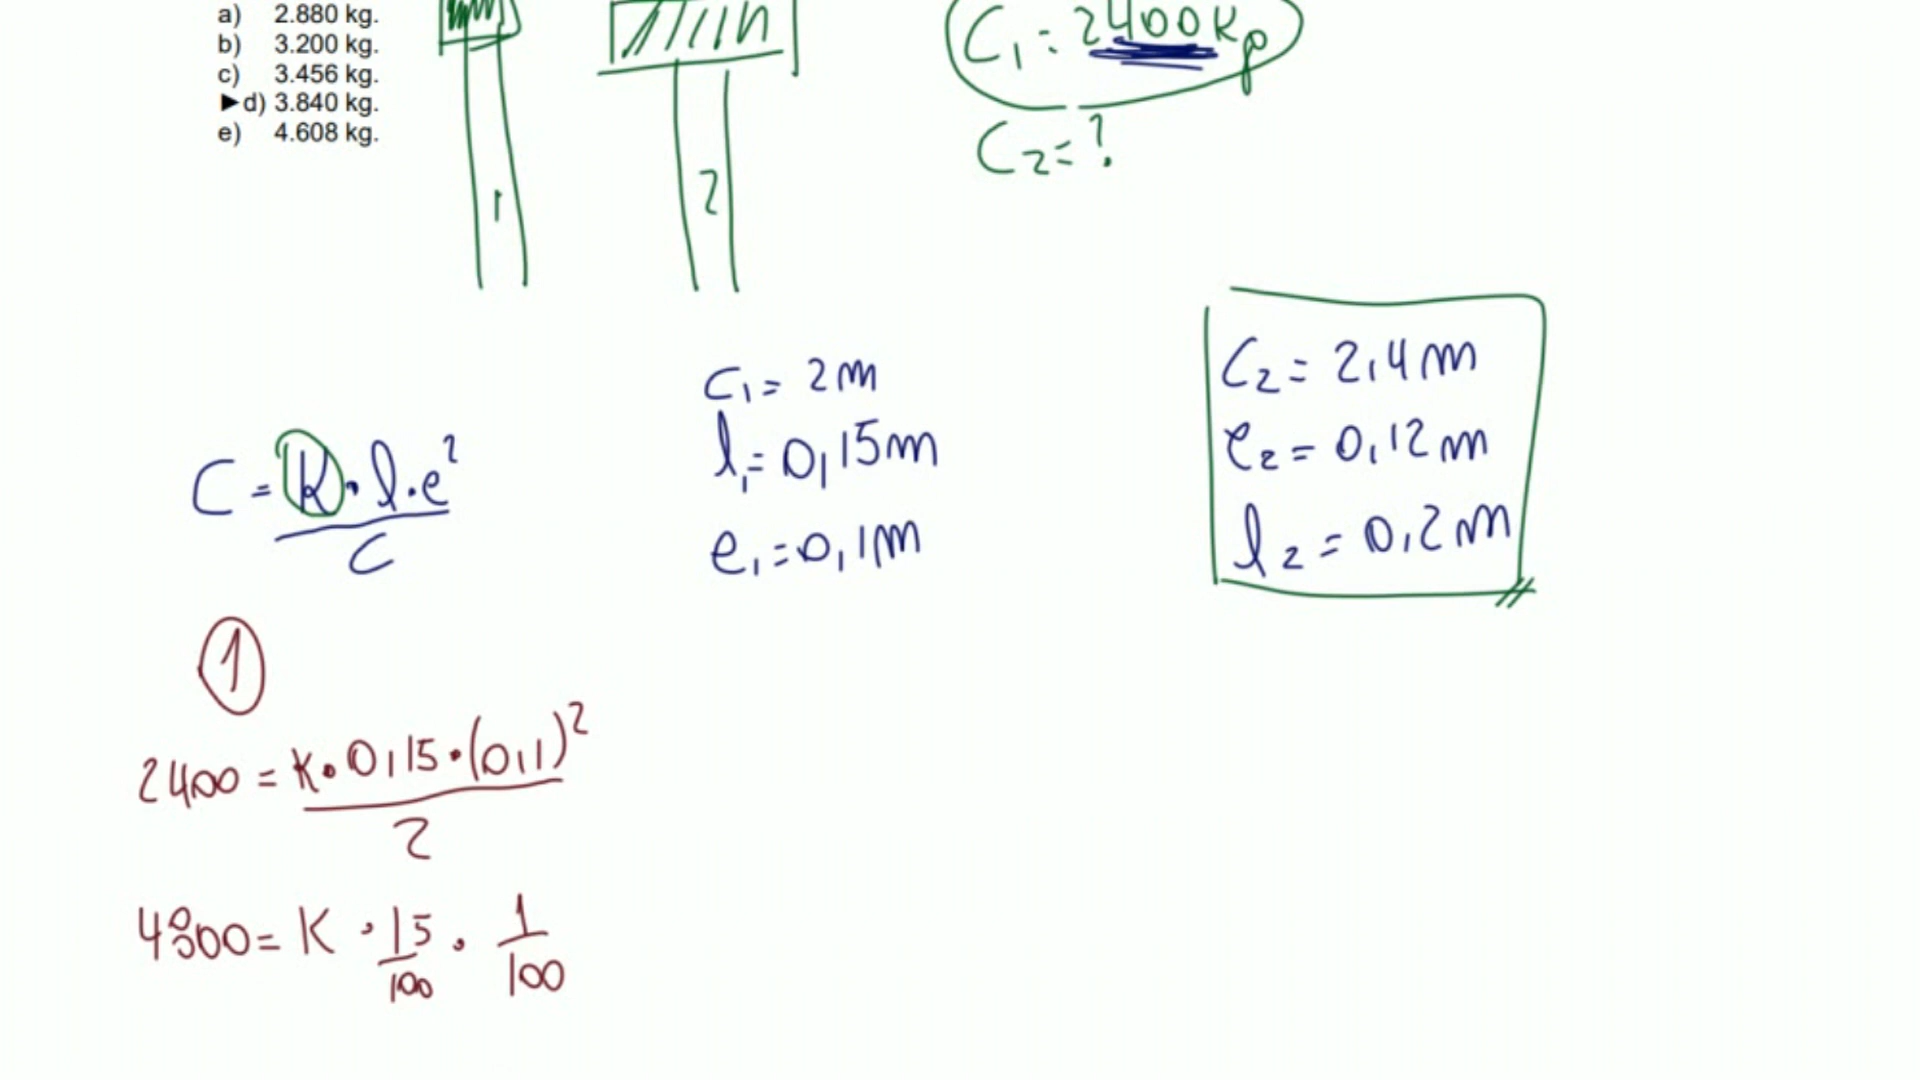 a) 2.880 kg.
b) 3.200 kg.
c) 3.456 kg.
►d) 3.840 kg.
e) 4.608 kg.
C₁ = 2400 kg
C₂ = ?
1
2
C = K · l · e² / C
C₁ = 2m
l₁ = 0,15m
e₁ = 0,1m
C₂ = 2,4m
e₂ = 0,12m
l₂ = 0,2m
1
2400 = K · 0,15 · (0,1)² / 2
4800 = K · 15/100 · 1/100